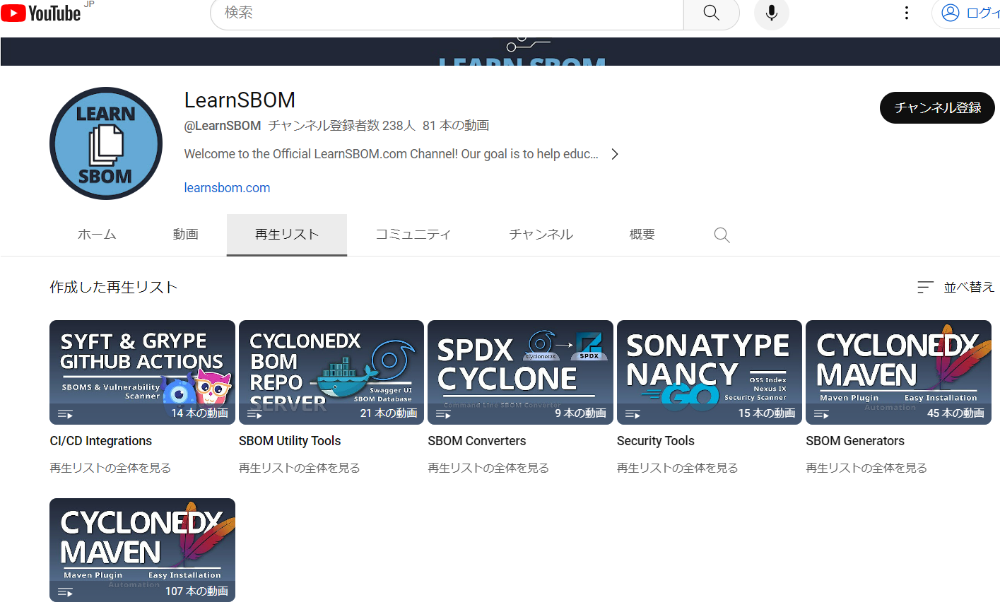 YouTube JP
検索
ログイ
LEARN SBOM
LEARN
SBOM
LearnSBOM
@LearnSBOM チャンネル登録者数 238人 81 本の動画
Welcome to the Official LearnSBOM.com Channel! Our goal is to help educ...
learnsbom.com
チャンネル登録
ホーム 動画 再生リスト コミュニティ チャンネル 概要
作成した再生リスト
並べ替え
SYFT & GRYPE
GITHUB ACTIONS
SBOMS & Vulnerability
Scanner
14 本の動画
CI/CD Integrations
再生リストの全体を見る
CYCLONEDX
BOM
REPO
SERVER
Swagger UI
SBOM Database
21 本の動画
SBOM Utility Tools
再生リストの全体を見る
SPDX
CYCLONE
CycloneDX
SPDX
Command Line SBOM Converter
9 本の動画
SBOM Converters
再生リストの全体を見る
SONATYPE
NANCY
OSS Index
Nexus IX
Security Scanner
GO
15 本の動画
Security Tools
再生リストの全体を見る
CYCLONEDX
MAVEN
Maven Plugin Easy Installation
Automation
45 本の動画
SBOM Generators
再生リストの全体を見る
CYCLONEDX
MAVEN
Maven Plugin Easy Installation
Automation
107 本の動画